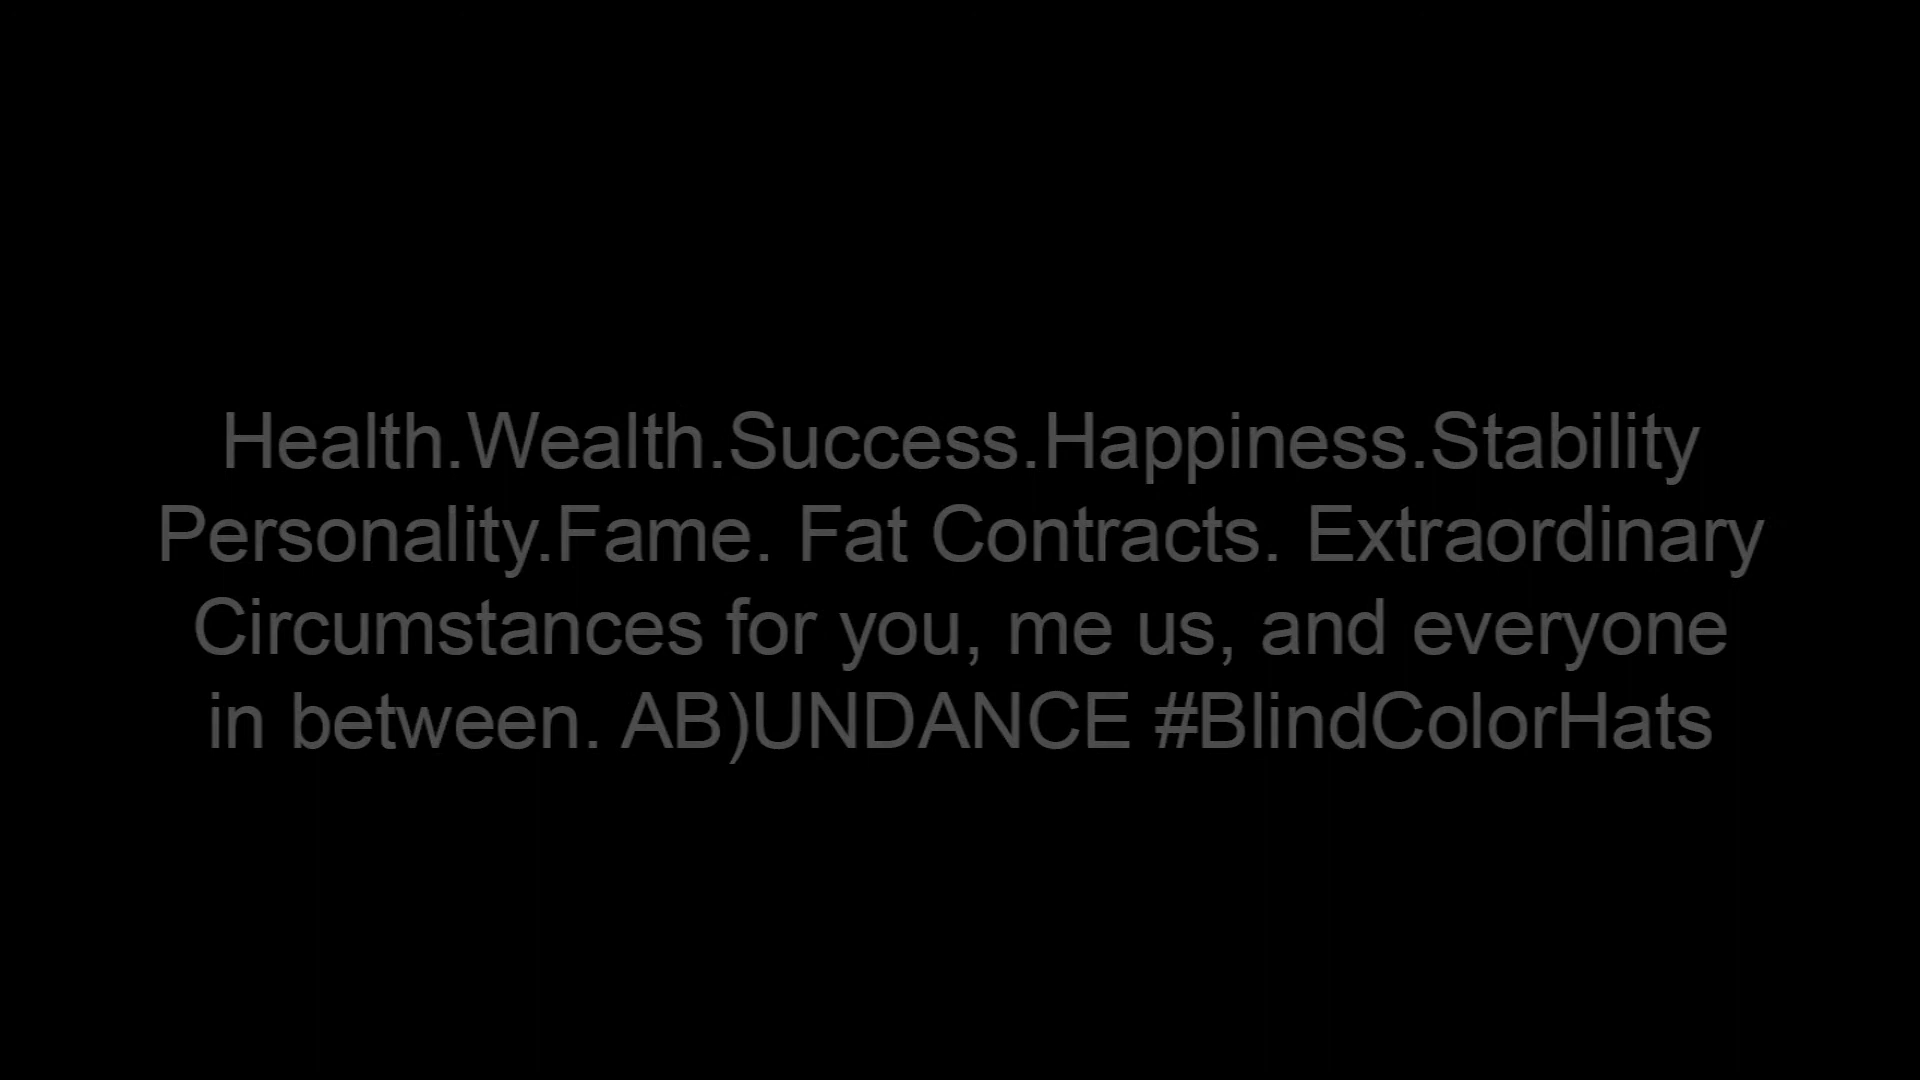 Health.Wealth.Success.Happiness.Stability
Personality.Fame. Fat Contracts. Extraordinary
Circumstances for you, me us, and everyone
in between. AB)UNDANCE #BlindColorHats